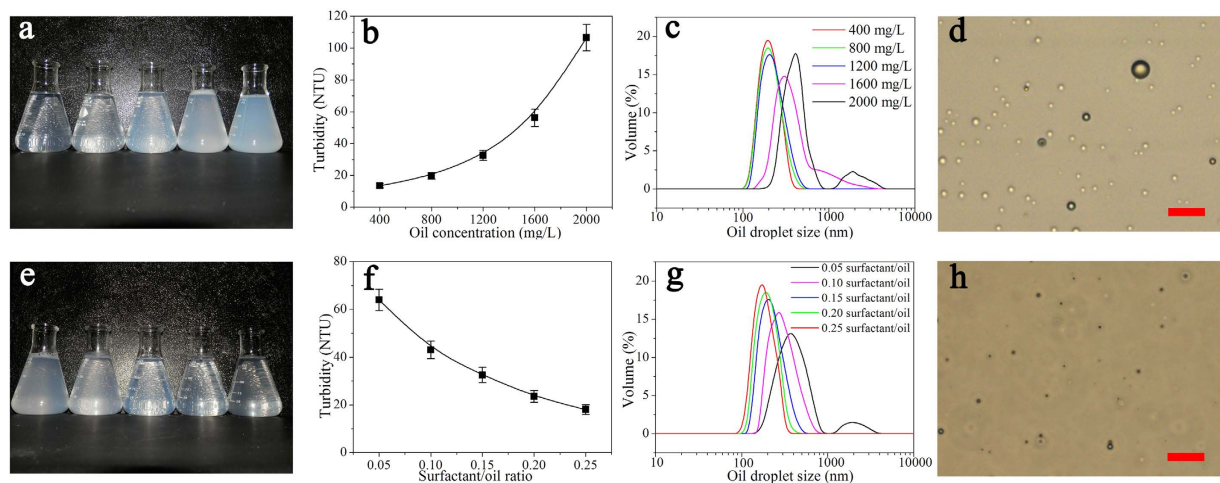 a
b
120
100
80
60
40
20
0
Turbidity (NTU)
400 800 1200 1600 2000
Oil concentration (mg/L)
c
20
15
10
5
0
Volume (%)
400 mg/L
800 mg/L
1200 mg/L
1600 mg/L
2000 mg/L
10 100 1000 10000
Oil droplet size (nm)
d
e
f
80
60
40
20
0
Turbidity (NTU)
0.05 0.10 0.15 0.20 0.25
Surfactant/oil ratio
g
20
15
10
5
0
Volume (%)
0.05 surfactant/oil
0.10 surfactant/oil
0.15 surfactant/oil
0.20 surfactant/oil
0.25 surfactant/oil
10 100 1000 10000
Oil droplet size (nm)
h